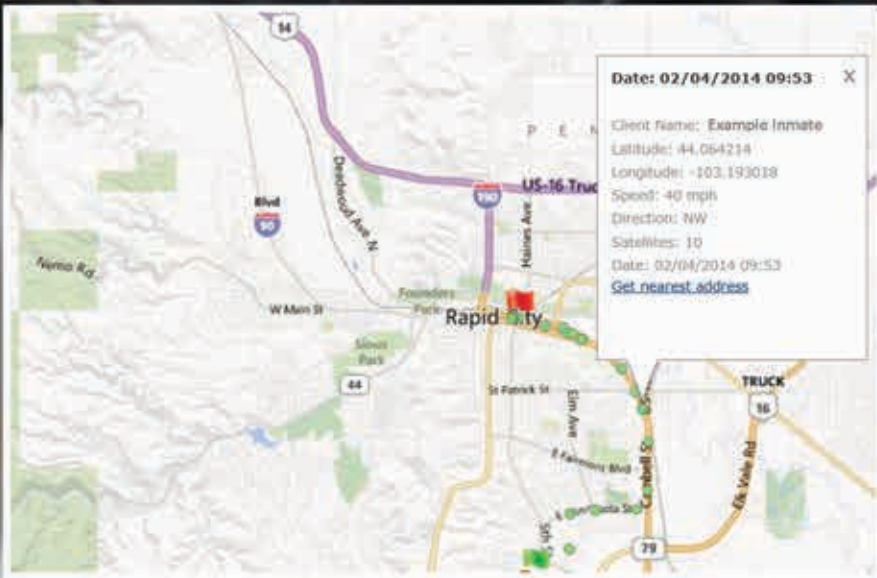 14
Date: 02/04/2014 09:53 X
Client Name: Example Inmate
Latitude: 44.064214
Longitude: -103.193018
Speed: 40 mph
Direction: NW
Satellites: 10
Date: 02/04/2014 09:53
Get nearest address
P E N
Deadwood Ave N
US-16 Truc
190
Haines Ave
Blvd
90
Nemo Rd
Founders
Park
W Main St
Rapid City
Sioux
Park
44
St Patrick St
TRUCK
16
Elm Ave
E Fairmont Blvd
Cambell St
Elk Vale Rd
5th
79